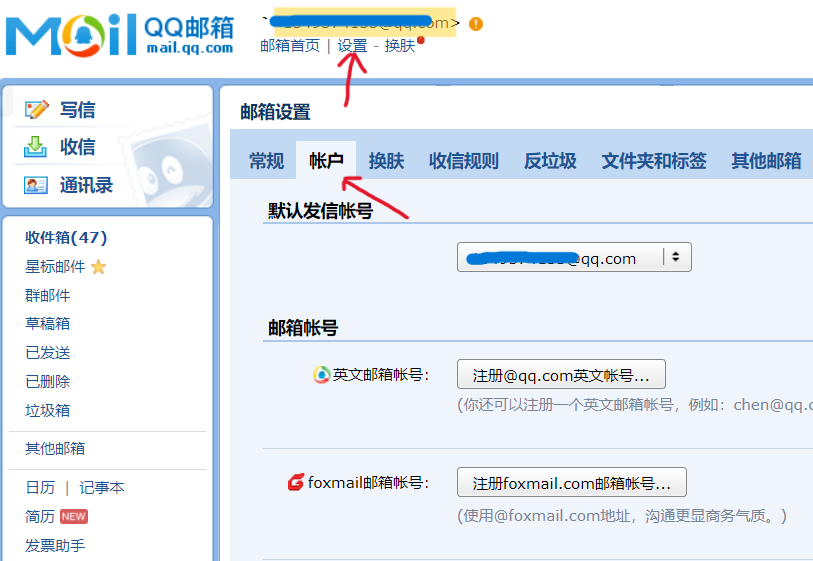 MOil QQ邮箱
mail.qq.com
@qq.com>
邮箱首页 | 设置 - 换肤
写信
收信
通讯录
收件箱(47)
星标邮件
群邮件
草稿箱
已发送
已删除
垃圾箱
其他邮箱
日历 | 记事本
简历 NEW
发票助手
邮箱设置
常规 帐户 换肤 收信规则 反垃圾 文件夹和标签 其他邮箱
默认发信帐号
@qq.com
邮箱帐号
英文邮箱帐号: 注册@qq.com英文帐号...
(你还可以注册一个英文邮箱帐号，例如：chen@qq.c
foxmail邮箱帐号: 注册foxmail.com邮箱帐号...
(使用@foxmail.com地址，沟通更显商务气质。)